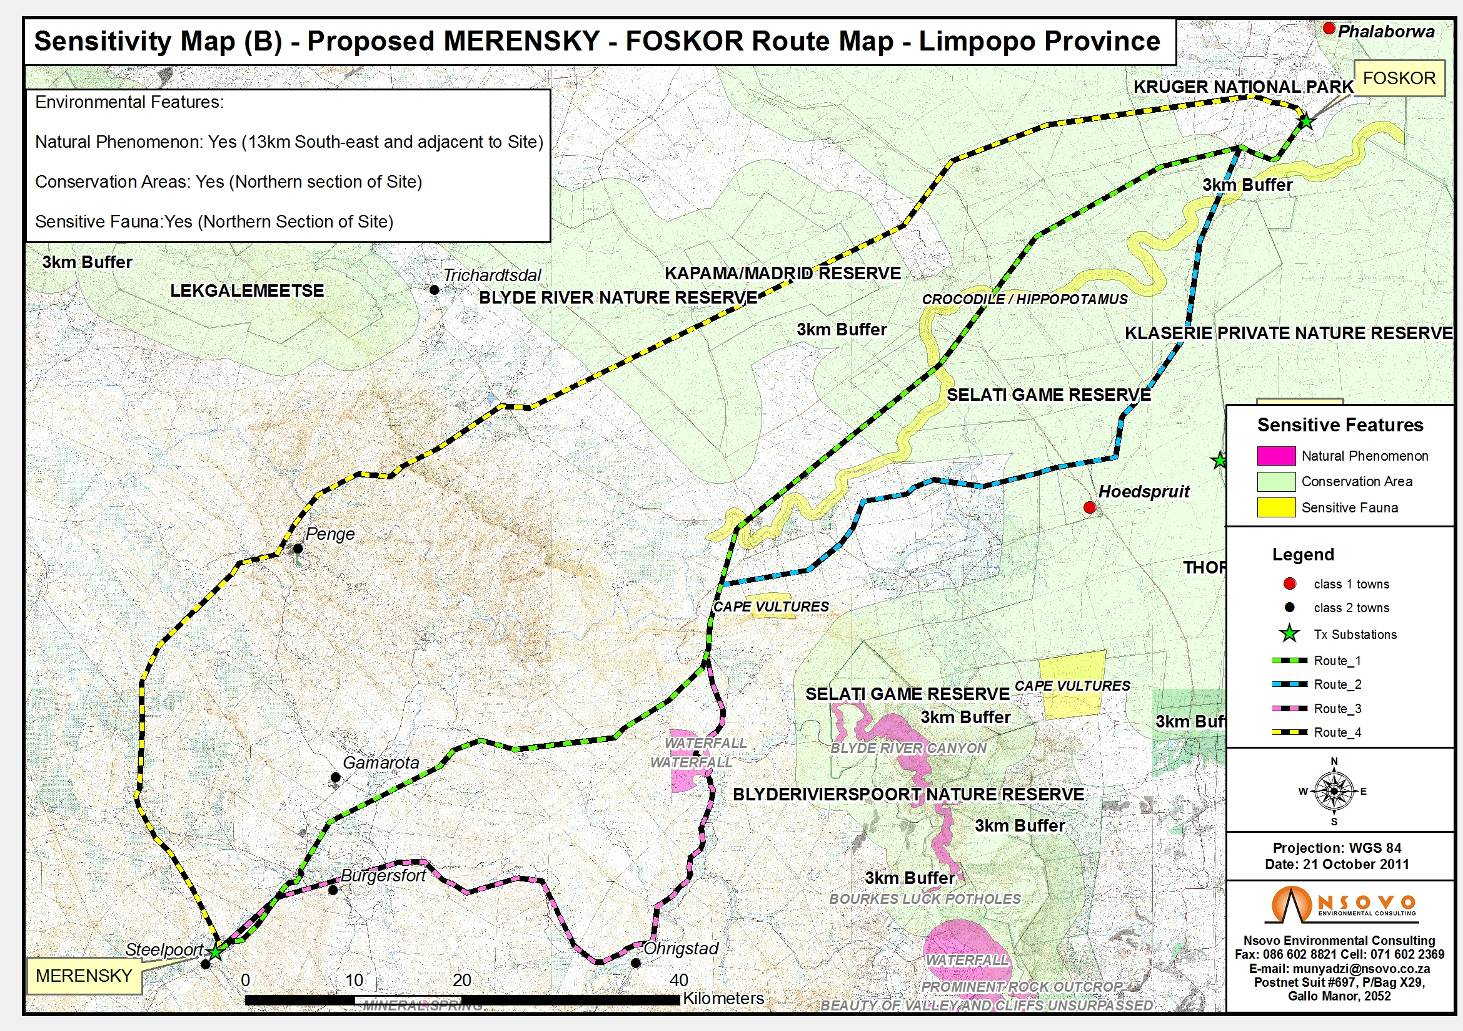 Sensitivity Map (B) - Proposed MERENSKY - FOSKOR Route Map - Limpopo Province
Phalaborwa
FOSKOR
KRUGER NATIONAL PARK
Environmental Features:
Natural Phenomenon: Yes (13km South-east and adjacent to Site)
Conservation Areas: Yes (Northern section of Site)
Sensitive Fauna:Yes (Northern Section of Site)
3km Buffer
3km Buffer
LEKGALEMEETSE
Trichardtsdal
KAPAMA/MADRID RESERVE
BLYDE RIVER NATURE RESERVE
CROCODILE / HIPPOPOTAMUS
3km Buffer
KLASERIE PRIVATE NATURE RESERVE
SELATI GAME RESERVE
Hoedspruit
Penge
THOR
CAPE VULTURES
SELATI GAME RESERVE
CAPE VULTURES
3km Buffer
3km Buff
WATERFALL
WATERFALL
BLYDE RIVER CANYON
Gamarota
BLYDERIVIERSPOORT NATURE RESERVE
3km Buffer
Burgersfort
3km Buffer
BOURKES LUCK POTHOLES
Steelpoort
Ohrigstad
WATERFALL
MERENSKY
PROMINENT ROCK OUTCROP
BEAUTY OF VALLEY AND CLIFFS UNSURPASSED
0 10 20 40
Kilometers
MINERAL SPRING
Sensitive Features
Natural Phenomenon
Conservation Area
Sensitive Fauna
Legend
class 1 towns
class 2 towns
Tx Substations
Route_1
Route_2
Route_3
Route_4
N
W E
S
Projection: WGS 84
Date: 21 October 2011
NSOVO
ENVIRONMENTAL CONSULTING
Nsovo Environmental Consulting
Fax: 086 602 8821 Cell: 071 602 2369
E-mail: munyadzi@nsovo.co.za
Postnet Suit #697, P/Bag X29,
Gallo Manor, 2052